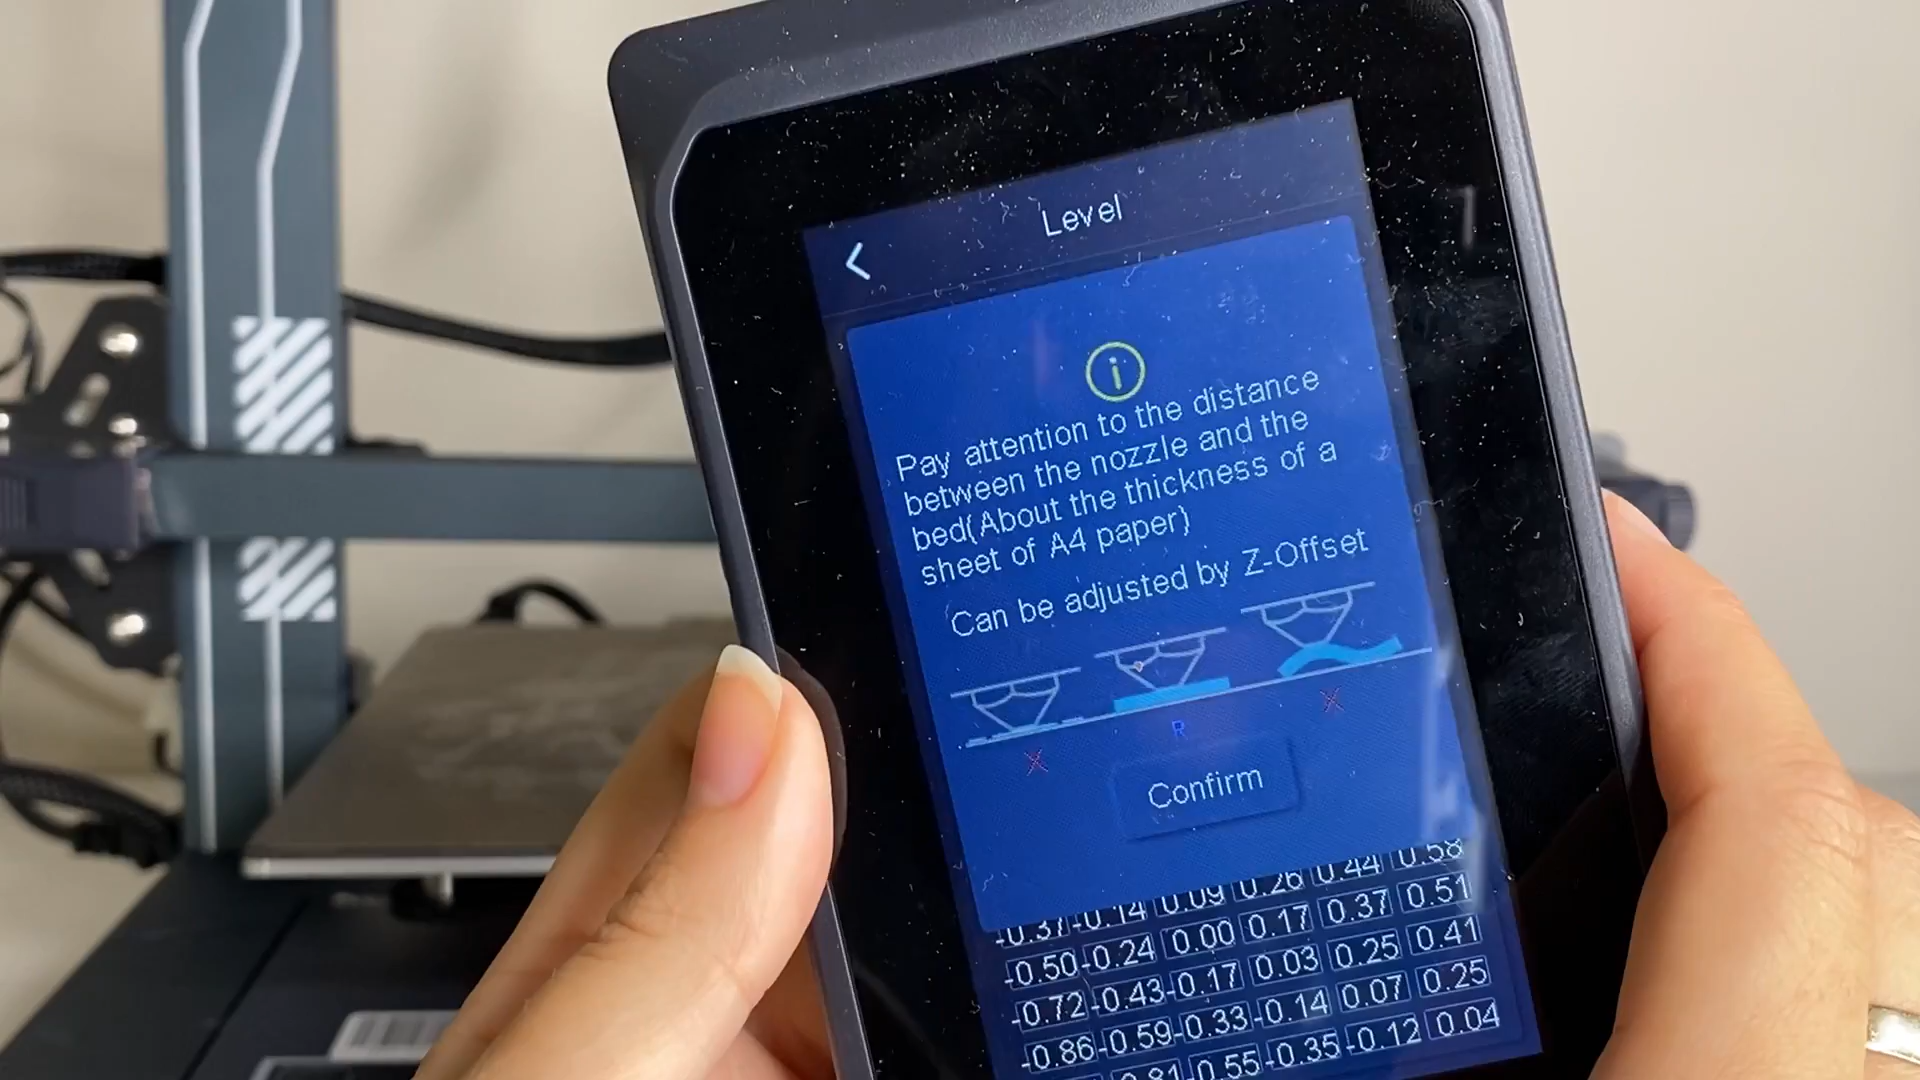 Level
Pay attention to the distance
between the nozzle and the
bed(About the thickness of a
sheet of A4 paper)
Can be adjusted by Z-Offset
X R X
Confirm
-0.37 -0.14 0.09 0.26 0.44 0.58
-0.50 -0.24 0.00 0.17 0.37 0.51
-0.72 -0.43 -0.17 0.03 0.25 0.41
-0.86 -0.59 -0.33 -0.14 0.07 0.25
-0.55 -0.35 -0.12 0.04